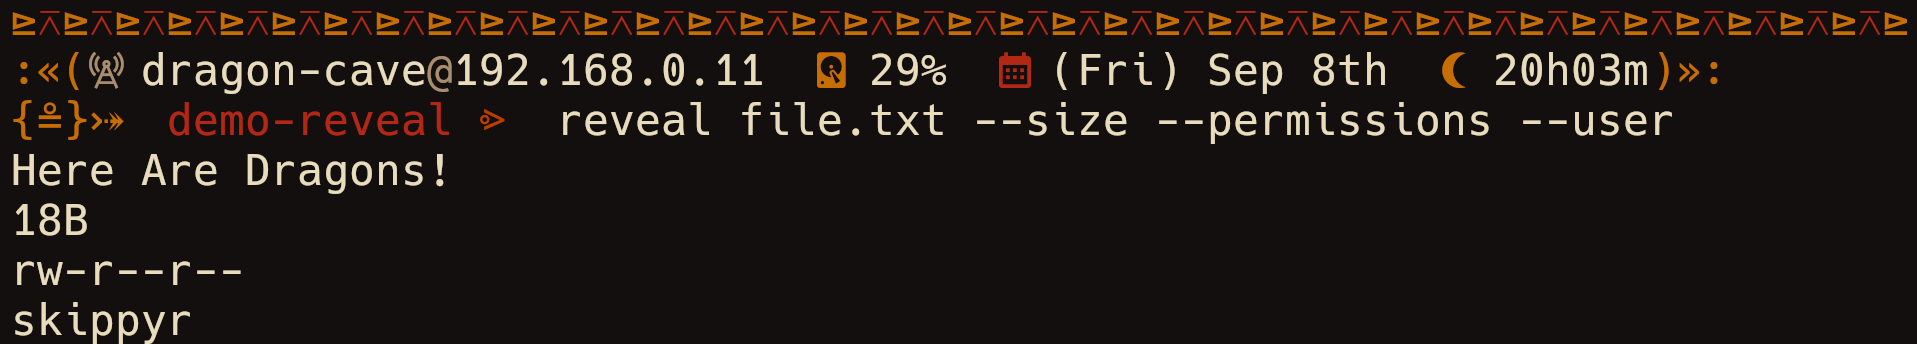 :«( dragon-cave@192.168.0.11 29% (Fri) Sep 8th 20h03m)»:
{≗}⤐ demo-reveal ⪢ reveal file.txt --size --permissions --user
Here Are Dragons!
18B
rw-r--r--
skippyr